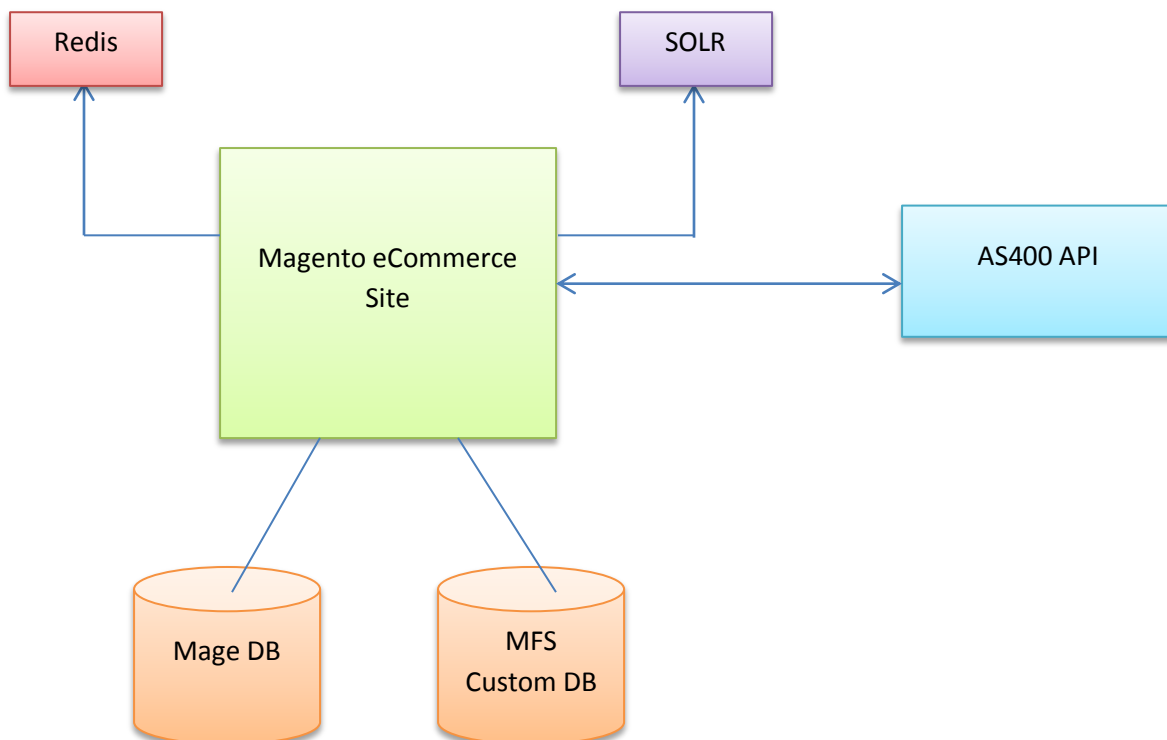 Redis
SOLR
Magento eCommerce
Site
AS400 API
Mage DB
MFS
Custom DB